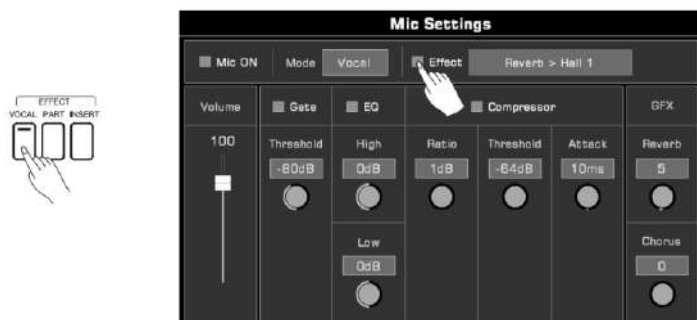 Mic Settings
Mic ON Mode Vocal Effect Reverb > Hall 1
EFFECT
VOCAL PART INSERT
Volume Gate EQ Compressor GFX
100 Threshold High Ratio Threshold Attack Reverb
-80dB 0dB 1dB -64dB 10ms 5
Low Chorus
0dB 0